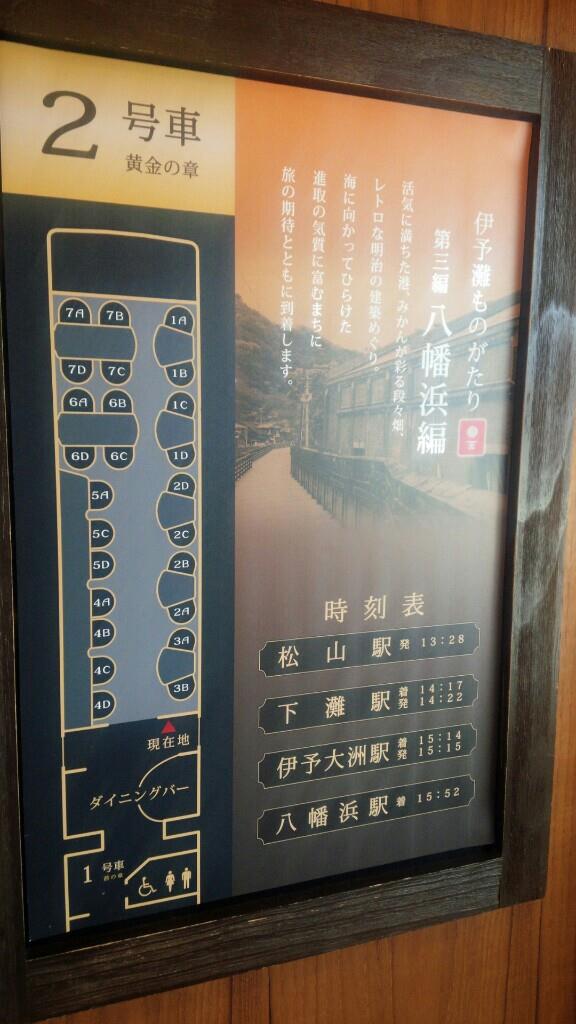 2号車
黄金の章
伊予灘ものがたり
第三編 八幡浜編
活気に満ちた港、みかんが彩る段々畑、
レトロな明治の建築めぐり。
海に向かってひらけた
進取の気質に富むまちに
旅の期待とともに到着します。
7A 7B 1A
7D 7C 1B
6A 6B 1C
6D 6C 1D
5A 2D
5C 2C
5D 2B
4A 2A
4B 3A
4C 3B
4D
現在地
ダイニングバー
1号車
茜の章
時刻表
松山駅 発 13:28
下灘駅 着 14:17
発 14:22
伊予大洲駅 着 15:14
発 15:15
八幡浜駅 着 15:52